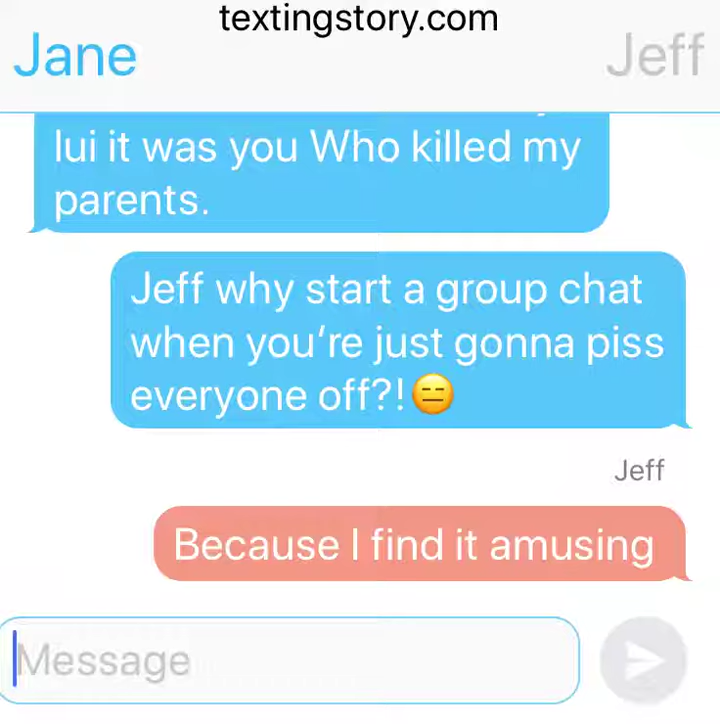 textingstory.com
Jane
Jeff
lui it was you Who killed my
parents.
Jeff why start a group chat
when you’re just gonna piss
everyone off?!😑
Jeff
Because I find it amusing
Message